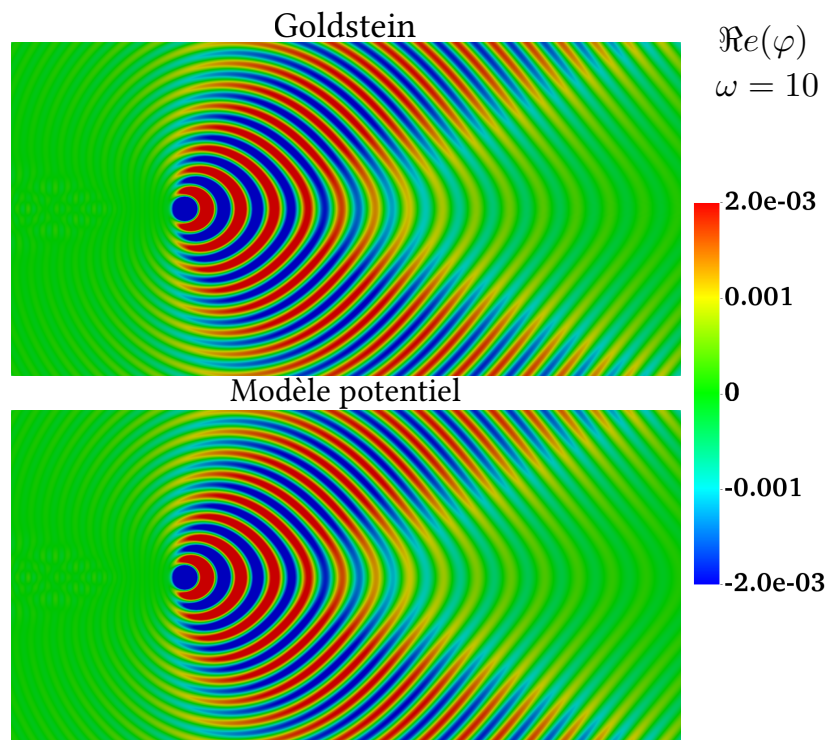 Goldstein
ℜe(φ)
ω = 10
2.0e-03
0.001
0
-0.001
-2.0e-03
Modèle potentiel